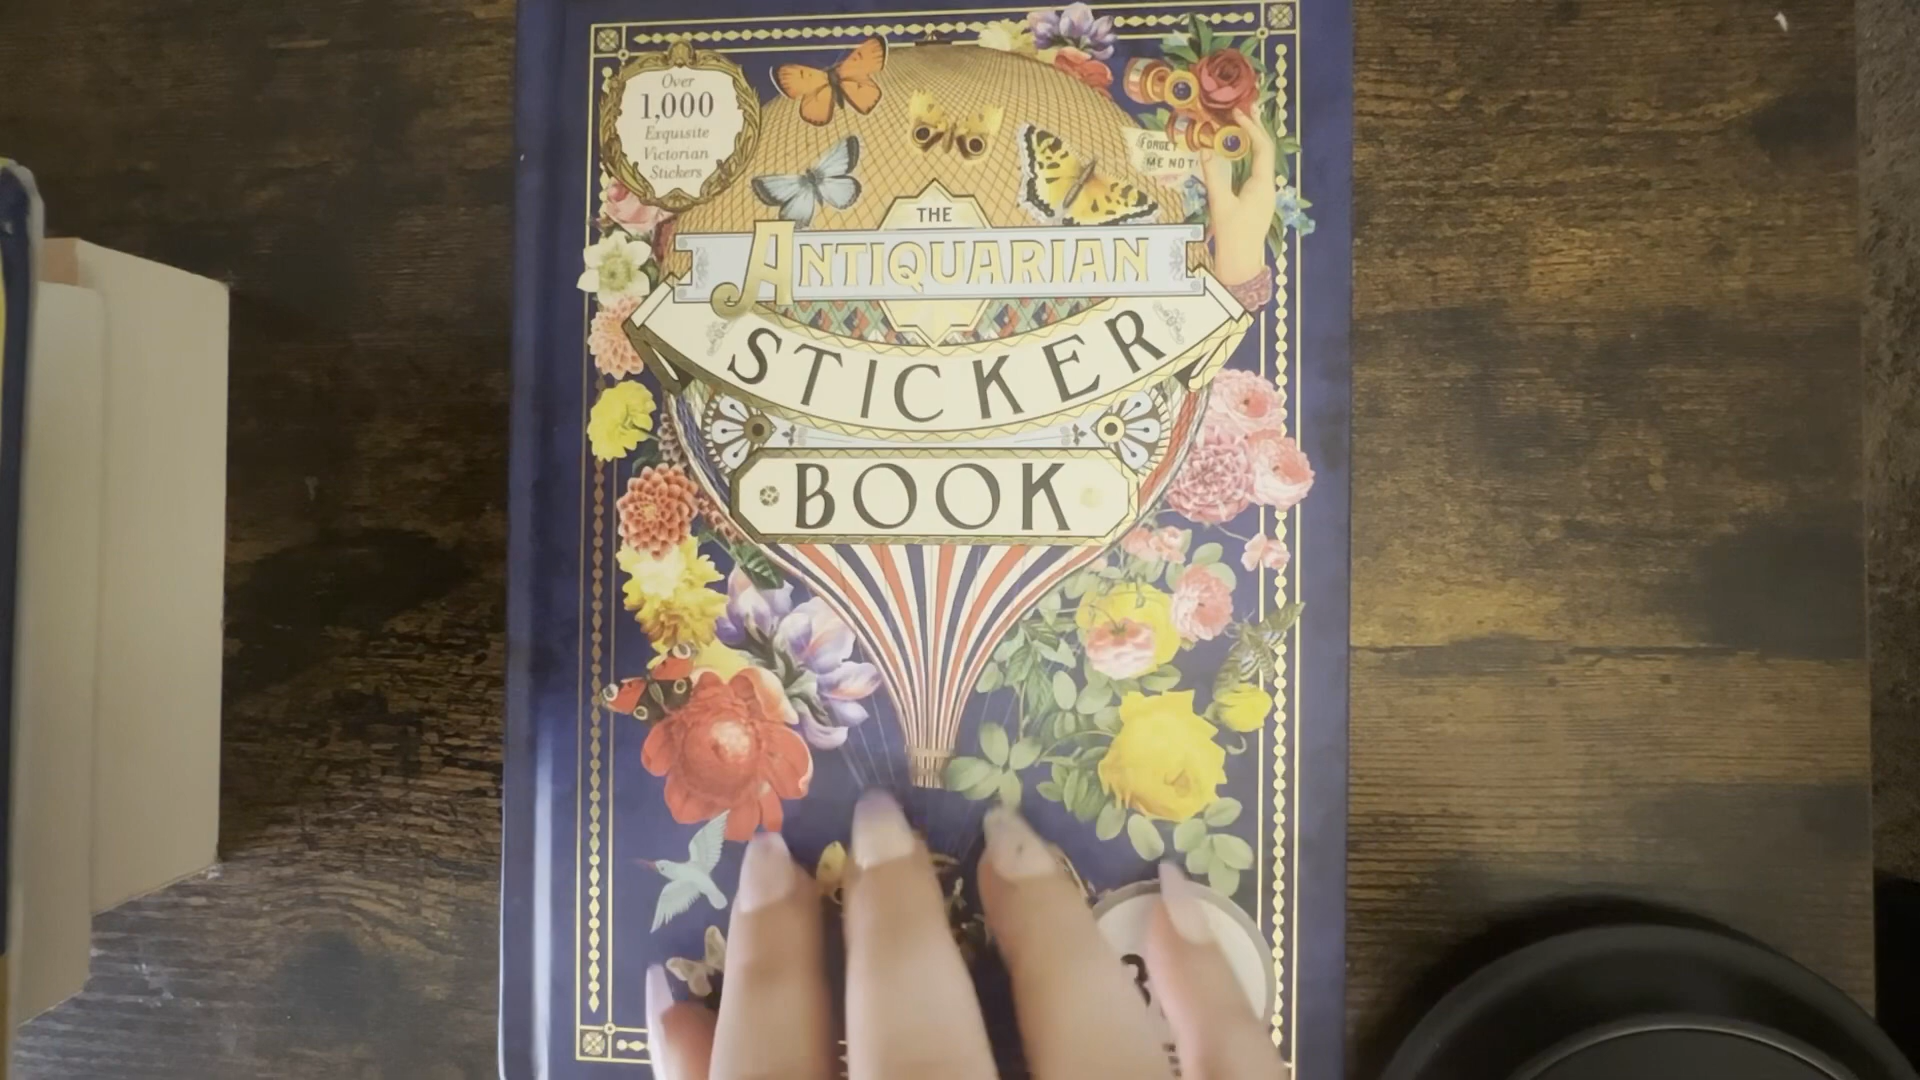 Over
1,000
Exquisite
Victorian
Stickers
FORGET
ME NOT
THE
ANTIQUARIAN
STICKER
BOOK